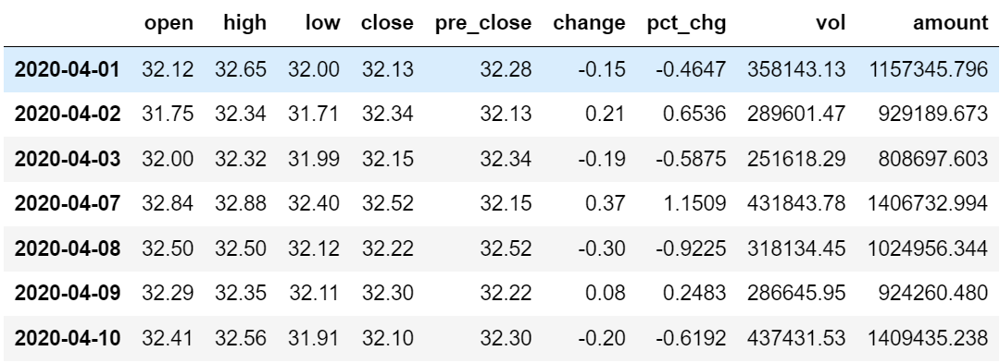 open high low close pre_close change pct_chg vol amount
2020-04-01 32.12 32.65 32.00 32.13 32.28 -0.15 -0.4647 358143.13 1157345.796
2020-04-02 31.75 32.34 31.71 32.34 32.13 0.21 0.6536 289601.47 929189.673
2020-04-03 32.00 32.32 31.99 32.15 32.34 -0.19 -0.5875 251618.29 808697.603
2020-04-07 32.84 32.88 32.40 32.52 32.15 0.37 1.1509 431843.78 1406732.994
2020-04-08 32.50 32.50 32.12 32.22 32.52 -0.30 -0.9225 318134.45 1024956.344
2020-04-09 32.29 32.35 32.11 32.30 32.22 0.08 0.2483 286645.95 924260.480
2020-04-10 32.41 32.56 31.91 32.10 32.30 -0.20 -0.6192 437431.53 1409435.238